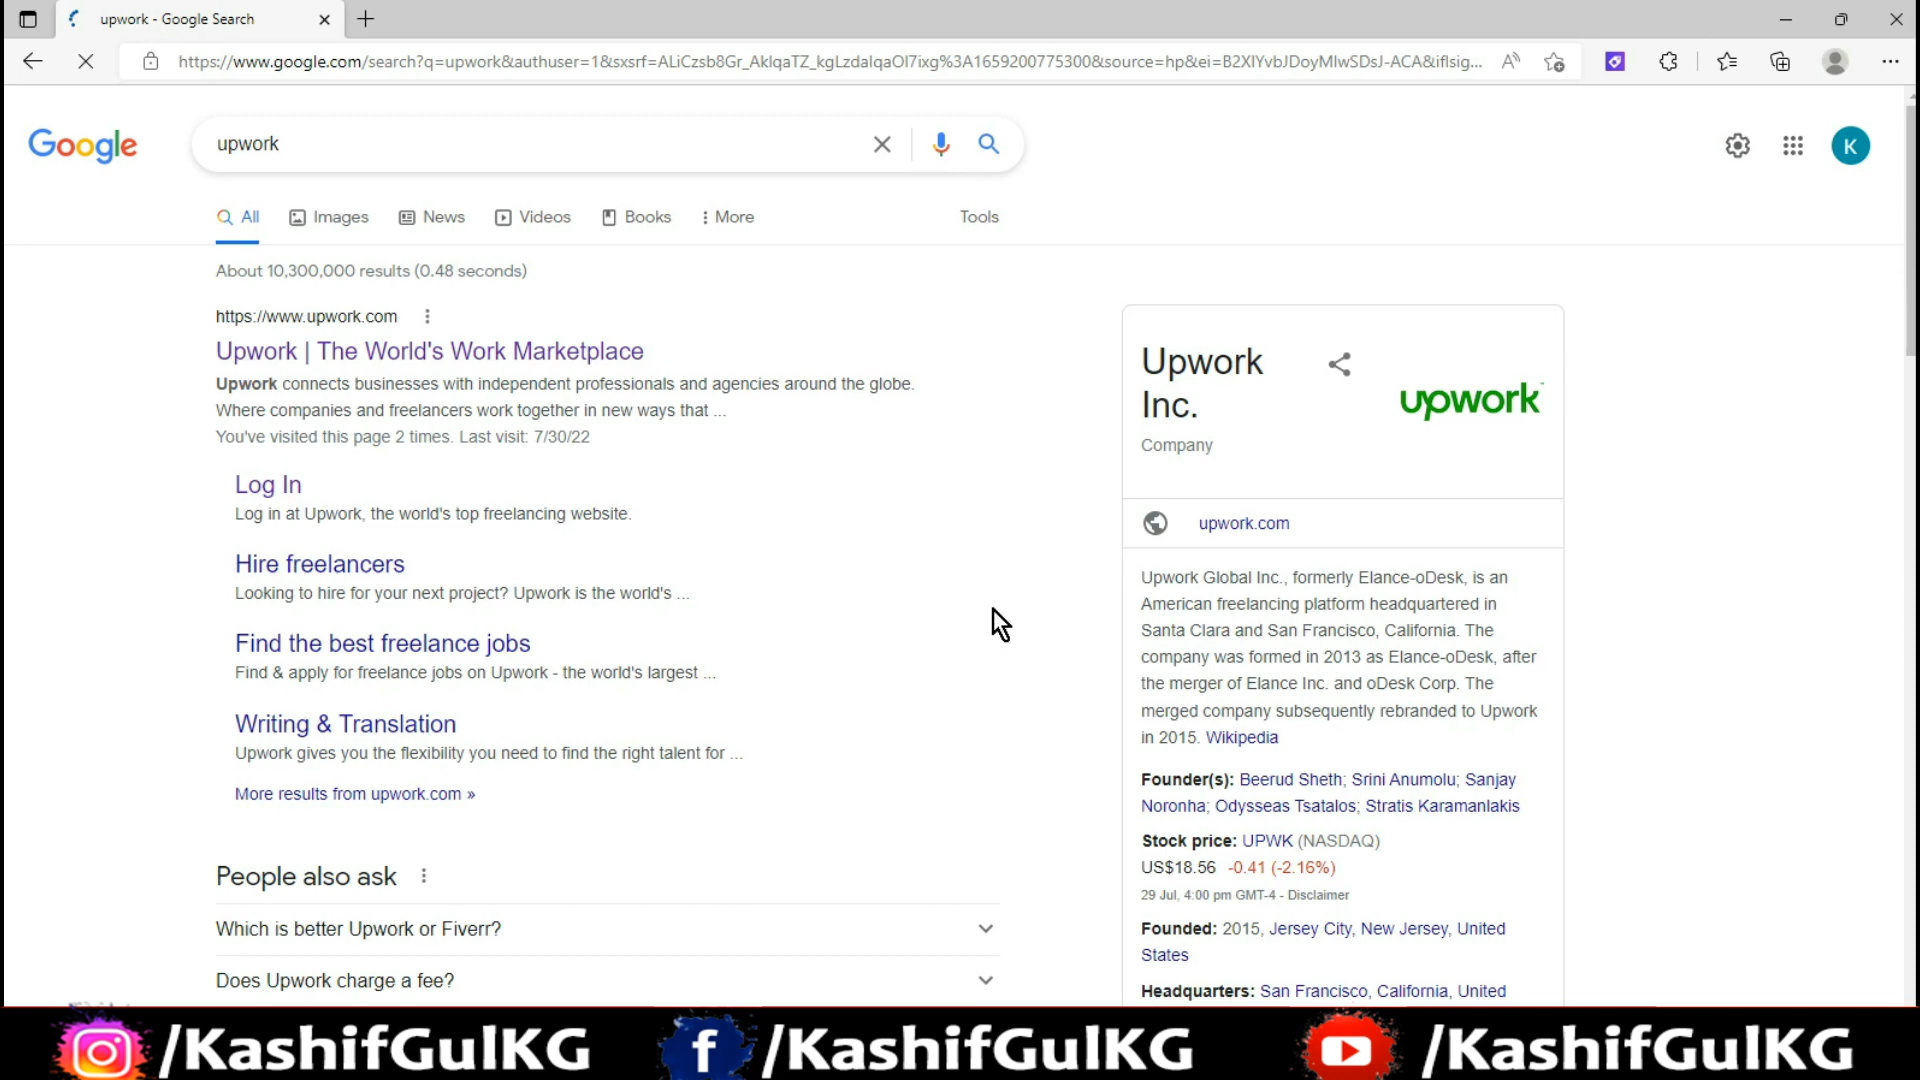 upwork - Google Search
https://www.google.com/search?q=upwork&authuser=1&sxsrf=ALiCzsb8Gr_AklqaTZ_kgLzdaIqaOI7ixg%3A1659200775300&source=hp&ei=B2XlYvbJDoyMlwSDsJ-ACA&iflsig...
Google
upwork
K
All
Images
News
Videos
Books
More
Tools
About 10,300,000 results (0.48 seconds)
https://www.upwork.com
Upwork | The World's Work Marketplace
Upwork connects businesses with independent professionals and agencies around the globe.
Where companies and freelancers work together in new ways that ...
You've visited this page 2 times. Last visit: 7/30/22
Log In
Log in at Upwork, the world's top freelancing website.
Hire freelancers
Looking to hire for your next project? Upwork is the world's ...
Find the best freelance jobs
Find & apply for freelance jobs on Upwork - the world's largest ...
Writing & Translation
Upwork gives you the flexibility you need to find the right talent for ...
More results from upwork.com »
People also ask
Which is better Upwork or Fiverr?
Does Upwork charge a fee?
Upwork
Inc.
Company
upwork
upwork.com
Upwork Global Inc., formerly Elance-oDesk, is an
American freelancing platform headquartered in
Santa Clara and San Francisco, California. The
company was formed in 2013 as Elance-oDesk, after
the merger of Elance Inc. and oDesk Corp. The
merged company subsequently rebranded to Upwork
in 2015. Wikipedia
Founder(s): Beerud Sheth; Srini Anumolu; Sanjay
Noronha; Odysseas Tsatalos; Stratis Karamanlakis
Stock price: UPWK (NASDAQ)
US$18.56 -0.41 (-2.16%)
29 Jul, 4:00 pm GMT-4 - Disclaimer
Founded: 2015, Jersey City, New Jersey, United
States
Headquarters: San Francisco, California, United
/KashifGulKG
/KashifGulKG
/KashifGulKG